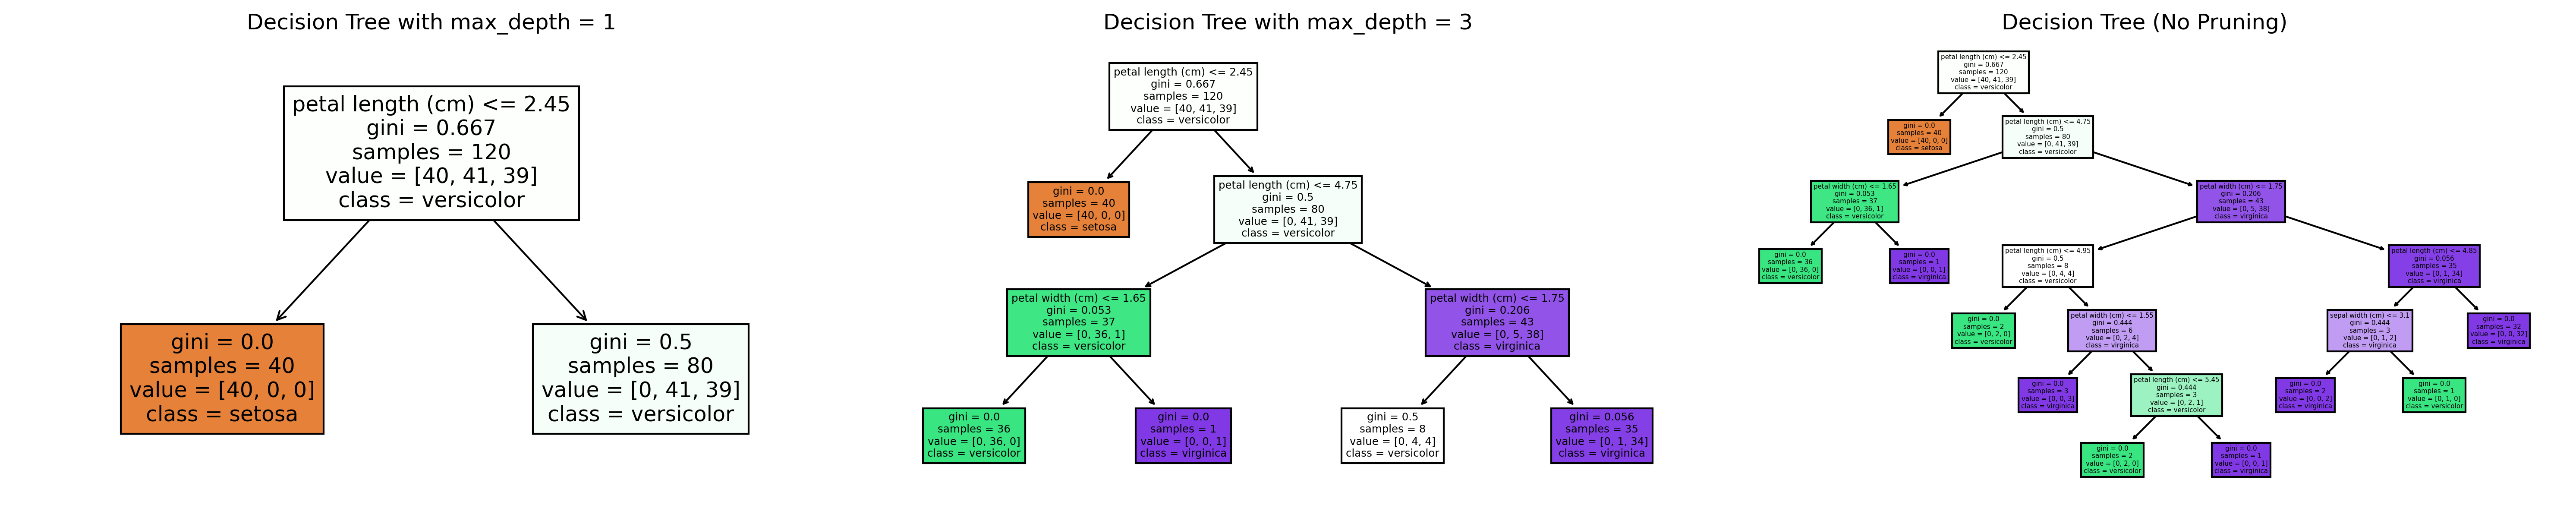 Decision Tree with max_depth = 1
petal length (cm) <= 2.45
gini = 0.667
samples = 120
value = [40, 41, 39]
class = versicolor
gini = 0.0
samples = 40
value = [40, 0, 0]
class = setosa
gini = 0.5
samples = 80
value = [0, 41, 39]
class = versicolor
Decision Tree with max_depth = 3
petal length (cm) <= 2.45
gini = 0.667
samples = 120
value = [40, 41, 39]
class = versicolor
gini = 0.0
samples = 40
value = [40, 0, 0]
class = setosa
petal length (cm) <= 4.75
gini = 0.5
samples = 80
value = [0, 41, 39]
class = versicolor
petal width (cm) <= 1.65
gini = 0.053
samples = 37
value = [0, 36, 1]
class = versicolor
petal width (cm) <= 1.75
gini = 0.206
samples = 43
value = [0, 5, 38]
class = virginica
gini = 0.0
samples = 36
value = [0, 36, 0]
class = versicolor
gini = 0.0
samples = 1
value = [0, 0, 1]
class = virginica
gini = 0.5
samples = 8
value = [0, 4, 4]
class = versicolor
gini = 0.056
samples = 35
value = [0, 1, 34]
class = virginica
Decision Tree (No Pruning)
petal length (cm) <= 2.45
gini = 0.667
samples = 120
value = [40, 41, 39]
class = versicolor
gini = 0.0
samples = 40
value = [40, 0, 0]
class = setosa
petal length (cm) <= 4.75
gini = 0.5
samples = 80
value = [0, 41, 39]
class = versicolor
petal width (cm) <= 1.65
gini = 0.053
samples = 37
value = [0, 36, 1]
class = versicolor
petal width (cm) <= 1.75
gini = 0.206
samples = 43
value = [0, 5, 38]
class = virginica
gini = 0.0
samples = 36
value = [0, 36, 0]
class = versicolor
gini = 0.0
samples = 1
value = [0, 0, 1]
class = virginica
petal length (cm) <= 4.95
gini = 0.5
samples = 8
value = [0, 4, 4]
class = versicolor
petal length (cm) <= 4.85
gini = 0.056
samples = 35
value = [0, 1, 34]
class = virginica
gini = 0.0
samples = 2
value = [0, 2, 0]
class = versicolor
petal width (cm) <= 1.55
gini = 0.444
samples = 6
value = [0, 2, 4]
class = virginica
sepal width (cm) <= 3.1
gini = 0.444
samples = 3
value = [0, 1, 2]
class = virginica
gini = 0.0
samples = 32
value = [0, 0, 32]
class = virginica
gini = 0.0
samples = 3
value = [0, 0, 3]
class = virginica
petal length (cm) <= 5.45
gini = 0.444
samples = 3
value = [0, 2, 1]
class = versicolor
gini = 0.0
samples = 2
value = [0, 0, 2]
class = virginica
gini = 0.0
samples = 1
value = [0, 1, 0]
class = versicolor
gini = 0.0
samples = 2
value = [0, 2, 0]
class = versicolor
gini = 0.0
samples = 1
value = [0, 0, 1]
class = virginica